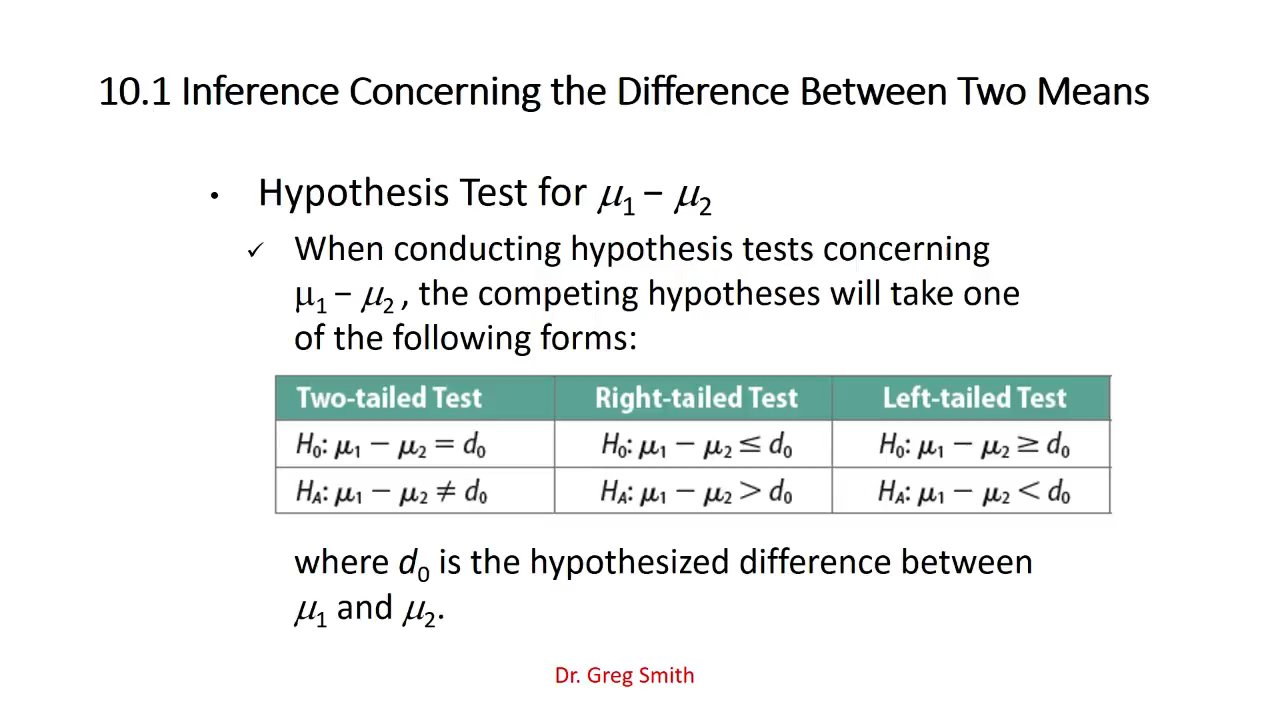 10.1 Inference Concerning the Difference Between Two Means
• Hypothesis Test for μ₁ − μ₂
✓ When conducting hypothesis tests concerning
μ₁ − μ₂ , the competing hypotheses will take one
of the following forms:
Two-tailed Test Right-tailed Test Left-tailed Test
H₀: μ₁ − μ₂ = d₀ H₀: μ₁ − μ₂ ≤ d₀ H₀: μ₁ − μ₂ ≥ d₀
H_A: μ₁ − μ₂ ≠ d₀ H_A: μ₁ − μ₂ > d₀ H_A: μ₁ − μ₂ < d₀
where d₀ is the hypothesized difference between
μ₁ and μ₂.
Dr. Greg Smith